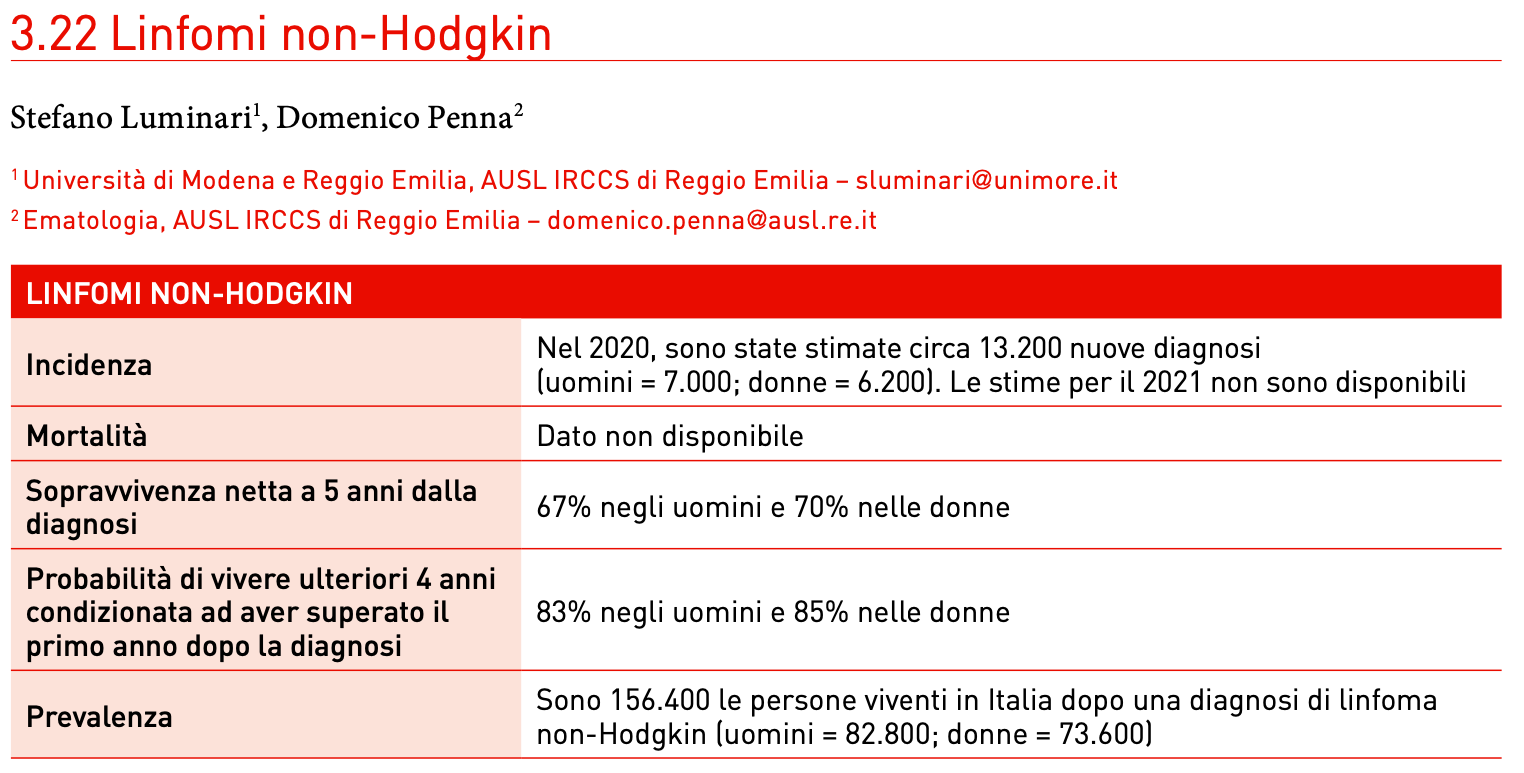 3.22 Linfomi non-Hodgkin
Stefano Luminari¹, Domenico Penna²
¹ Università di Modena e Reggio Emilia, AUSL IRCCS di Reggio Emilia – sluminari@unimore.it
² Ematologia, AUSL IRCCS di Reggio Emilia – domenico.penna@ausl.re.it
LINFOMI NON-HODGKIN
Incidenza
Nel 2020, sono state stimate circa 13.200 nuove diagnosi
(uomini = 7.000; donne = 6.200). Le stime per il 2021 non sono disponibili
Mortalità
Dato non disponibile
Sopravvivenza netta a 5 anni dalla
diagnosi
67% negli uomini e 70% nelle donne
Probabilità di vivere ulteriori 4 anni
condizionata ad aver superato il
primo anno dopo la diagnosi
83% negli uomini e 85% nelle donne
Prevalenza
Sono 156.400 le persone viventi in Italia dopo una diagnosi di linfoma
non-Hodgkin (uomini = 82.800; donne = 73.600)